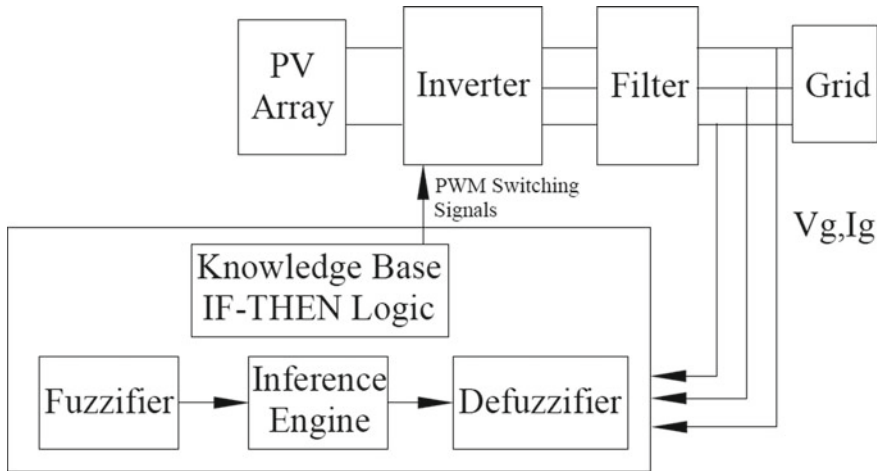 PV
Array
Inverter
Filter
Grid
PWM Switching
Signals
Vg,Ig
Knowledge Base
IF-THEN Logic
Fuzzifier
Inference
Engine
Defuzzifier